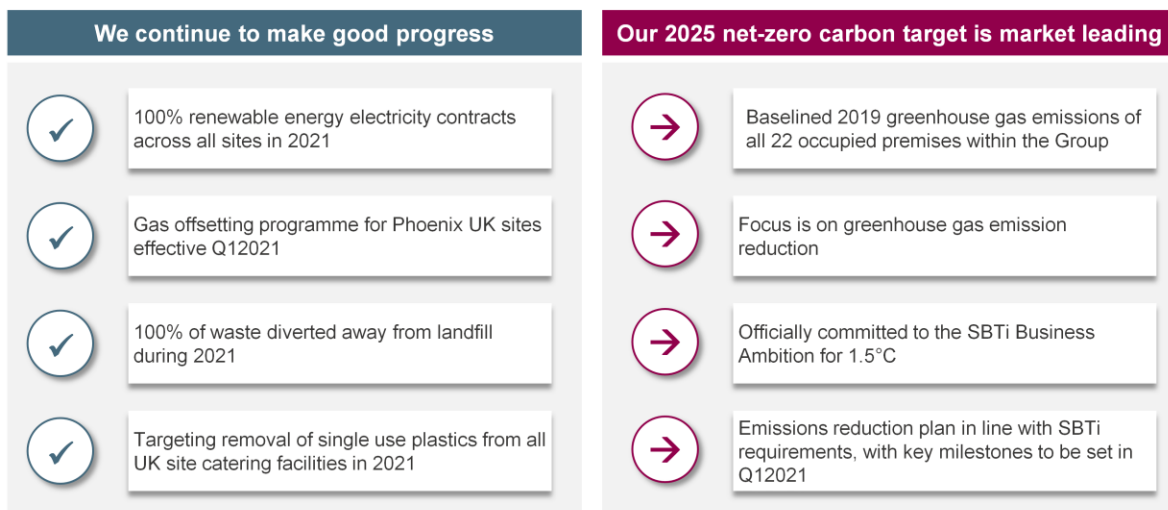 We continue to make good progress
100% renewable energy electricity contracts
across all sites in 2021
Gas offsetting programme for Phoenix UK sites
effective Q12021
100% of waste diverted away from landfill
during 2021
Targeting removal of single use plastics from all
UK site catering facilities in 2021
Our 2025 net-zero carbon target is market leading
Baselined 2019 greenhouse gas emissions of
all 22 occupied premises within the Group
Focus is on greenhouse gas emission
reduction
Officially committed to the SBTi Business
Ambition for 1.5°C
Emissions reduction plan in line with SBTi
requirements, with key milestones to be set in
Q12021